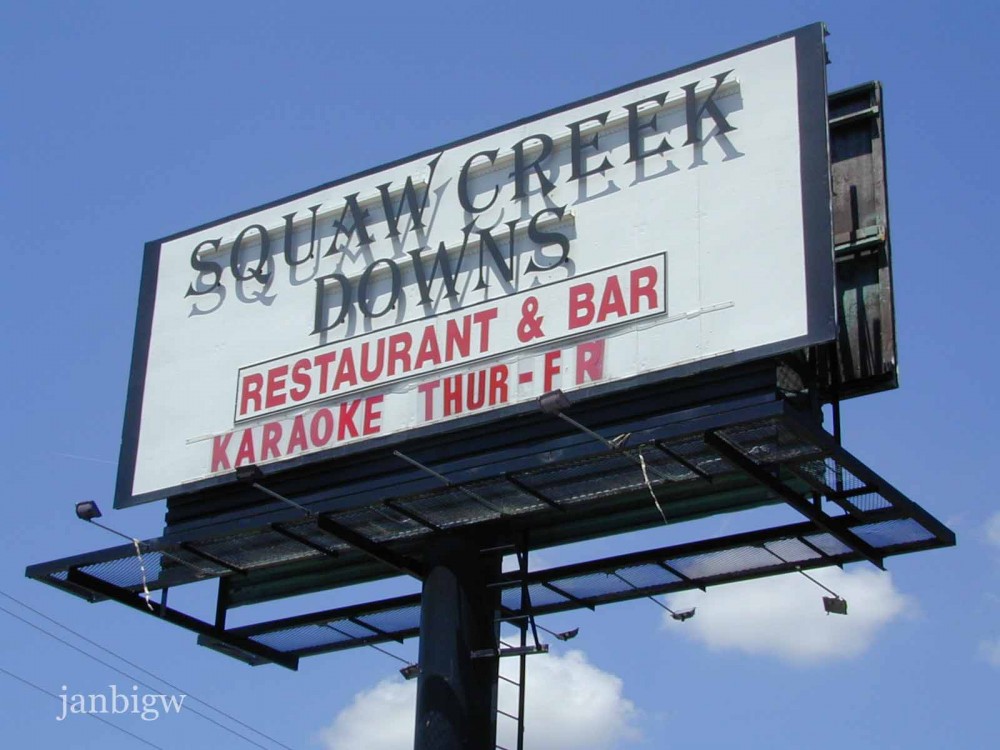 SQUAW CREEK
DOWNS
RESTAURANT & BAR
KARAOKE THUR-FR
janbigw